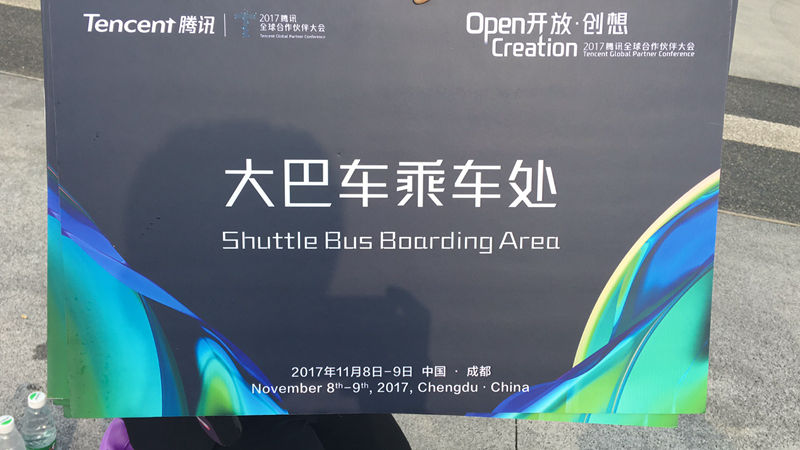 Tencent 腾讯
2017腾讯
全球合作伙伴大会
Tencent Global Partner Conference
Open开放·创想
Creation 2017腾讯全球合作伙伴大会
Tencent Global Partner Conference
大巴车乘车处
Shuttle Bus Boarding Area
2017年11月8日-9日 中国·成都
November 8th-9th, 2017, Chengdu·China